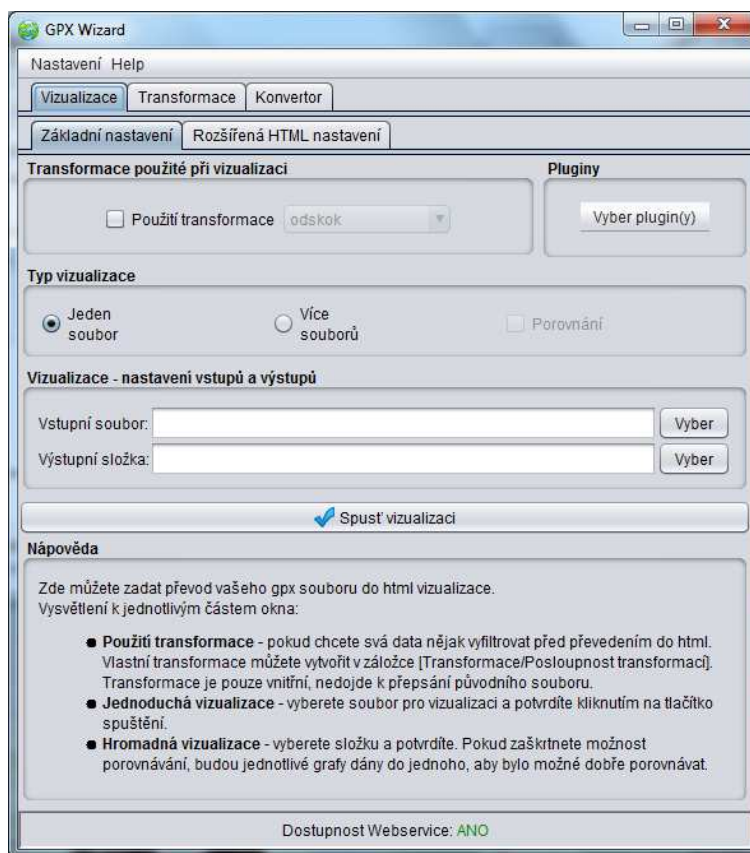 GPX Wizard
Nastavení Help
Vizualizace Transformace Konvertor
Základní nastavení Rozšířená HTML nastavení
Transformace použité při vizualizaci Pluginy
Použití transformace odskok Vyber plugin(y)
Typ vizualizace
Jeden soubor
Více souborů
Porovnání
Vizualizace - nastavení vstupů a výstupů
Vstupní soubor: Vyber
Výstupní složka: Vyber
Spusť vizualizaci
Nápověda
Zde můžete zadat převod vašeho gpx souboru do html vizualizace.
Vysvětlení k jednotlivým částem okna:
● Použití transformace - pokud chcete svá data nějak vyfiltrovat před převedením do html.
Vlastní transformace můžete vytvořit v záložce [Transformace/Posloupnost transformací].
Transformace je pouze vnitřní, nedojde k přepsání původního souboru.
● Jednoduchá vizualizace - vyberete soubor pro vizualizaci a potvrdíte kliknutím na tlačítko
spuštění.
● Hromadná vizualizace - vyberete složku a potvrdíte. Pokud zaškrtnete možnost
porovnávání, budou jednotlivé grafy dány do jednoho, aby bylo možné dobře porovnávat.
Dostupnost Webservice: ANO